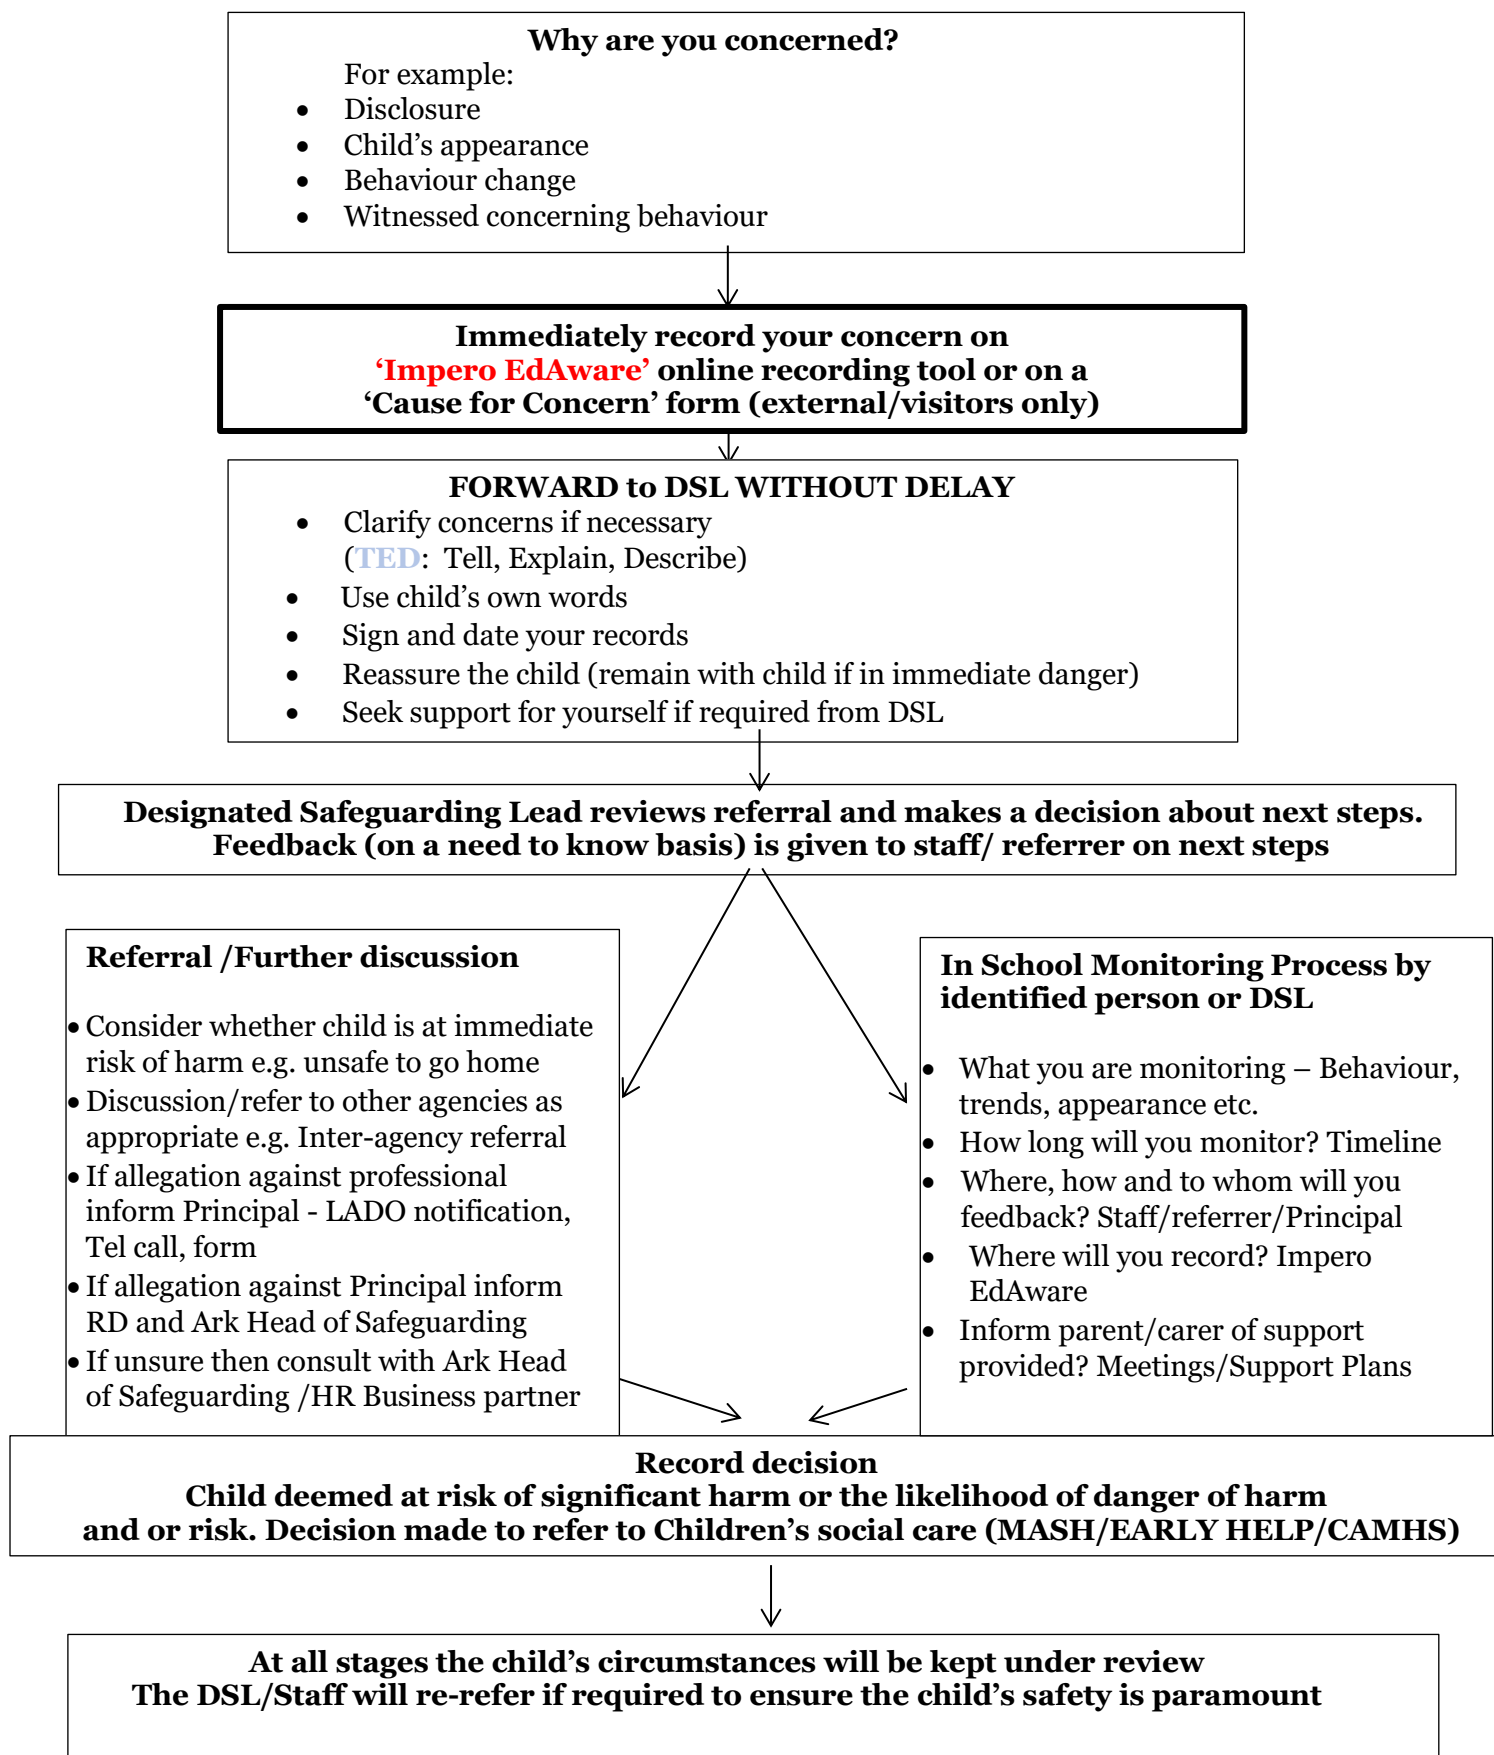 Why are you concerned?
For example:
• Disclosure
• Child’s appearance
• Behaviour change
• Witnessed concerning behaviour
Immediately record your concern on
‘Impero EdAware’ online recording tool or on a
‘Cause for Concern’ form (external/visitors only)
FORWARD to DSL WITHOUT DELAY
• Clarify concerns if necessary
(TED: Tell, Explain, Describe)
• Use child’s own words
• Sign and date your records
• Reassure the child (remain with child if in immediate danger)
• Seek support for yourself if required from DSL
Designated Safeguarding Lead reviews referral and makes a decision about next steps.
Feedback (on a need to know basis) is given to staff/ referrer on next steps
Referral /Further discussion
• Consider whether child is at immediate
risk of harm e.g. unsafe to go home
• Discussion/refer to other agencies as
appropriate e.g. Inter-agency referral
• If allegation against professional
inform Principal - LADO notification,
Tel call, form
• If allegation against Principal inform
RD and Ark Head of Safeguarding
• If unsure then consult with Ark Head
of Safeguarding /HR Business partner
In School Monitoring Process by
identified person or DSL
• What you are monitoring – Behaviour,
trends, appearance etc.
• How long will you monitor? Timeline
• Where, how and to whom will you
feedback? Staff/referrer/Principal
• Where will you record? Impero
EdAware
• Inform parent/carer of support
provided? Meetings/Support Plans
Record decision
Child deemed at risk of significant harm or the likelihood of danger of harm
and or risk. Decision made to refer to Children’s social care (MASH/EARLY HELP/CAMHS)
At all stages the child’s circumstances will be kept under review
The DSL/Staff will re-refer if required to ensure the child’s safety is paramount